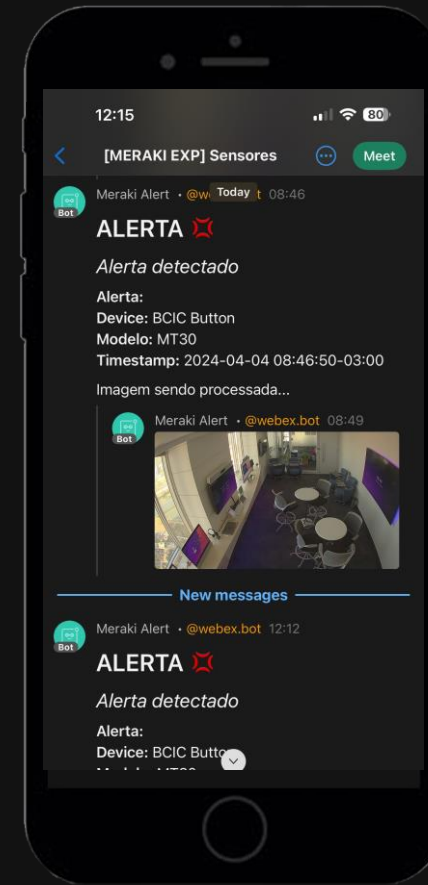 12:15
80
[MERAKI EXP] Sensores
Meet
Today
Meraki Alert • 08:46
Bot
ALERTA
Alerta detectado
Alerta:
Device: BCIC Button
Modelo: MT30
Timestamp: 2024-04-04 08:46:50-03:00
Imagem sendo processada...
Meraki Alert • @webex.bot 08:49
Bot
New messages
Meraki Alert • @webex.bot 12:12
Bot
ALERTA
Alerta detectado
Alerta:
Device: BCIC